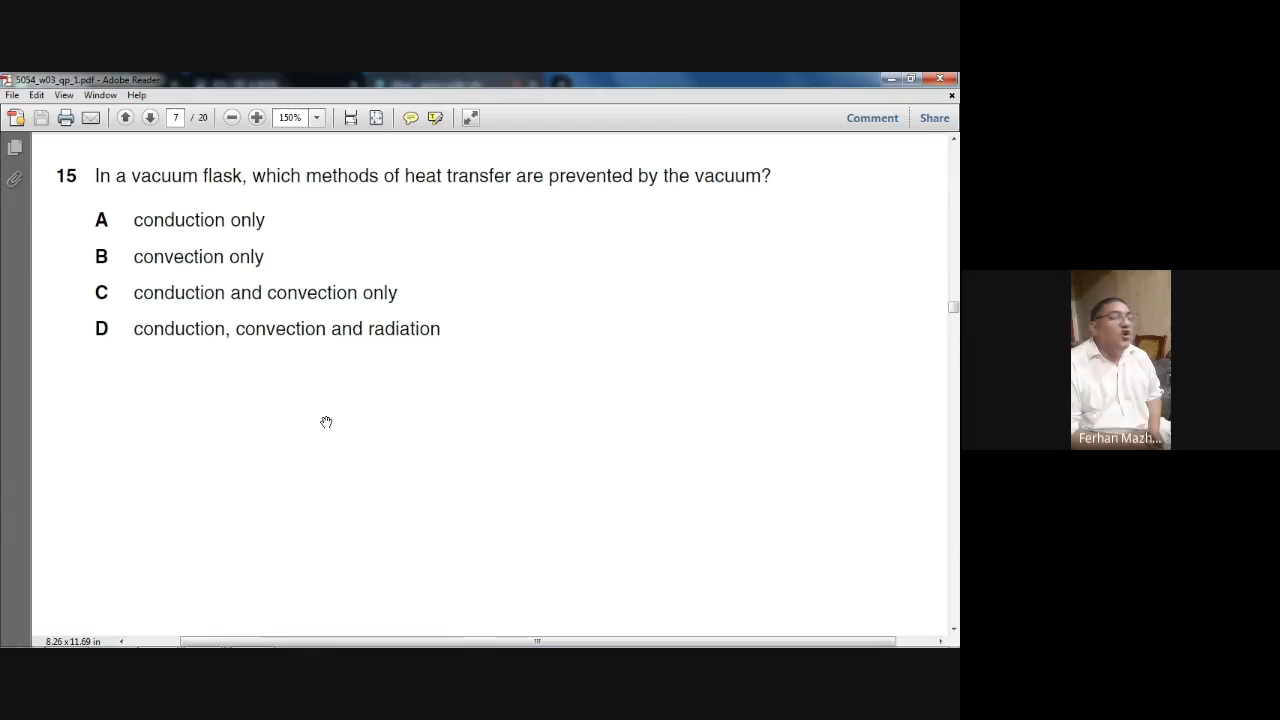 5054_w03_qp_1.pdf - Adobe Reader
File Edit View Window Help
7 / 20 150% Comment Share
15 In a vacuum flask, which methods of heat transfer are prevented by the vacuum?
A conduction only
B convection only
C conduction and convection only
D conduction, convection and radiation
Ferhan Mazh...
8.26 x 11.69 in